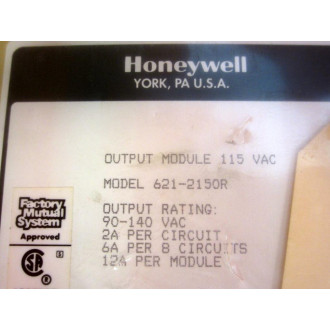 Honeywell
YORK, PA U.S.A.
OUTPUT MODULE 115 VAC
MODEL 621-2150R
OUTPUT RATING:
90-140 VAC
2A PER CIRCUIT
6A PER 8 CIRCUITS
12A PER MODULE
Factory
Mutual
System
Approved